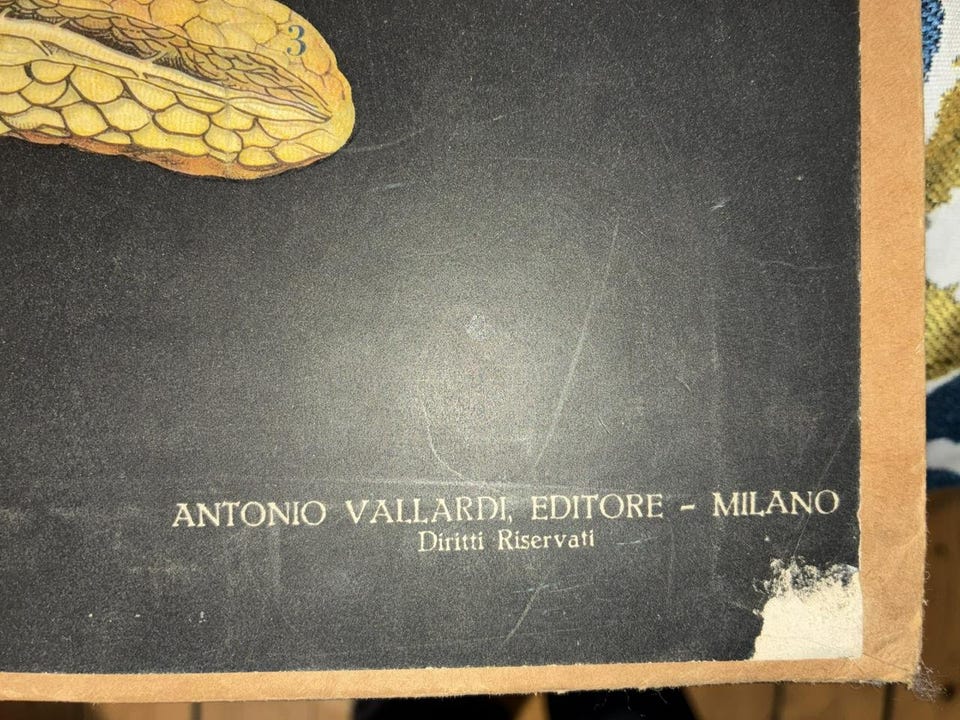 3
ANTONIO VALLARDI, EDITORE - MILANO
Diritti Riservati